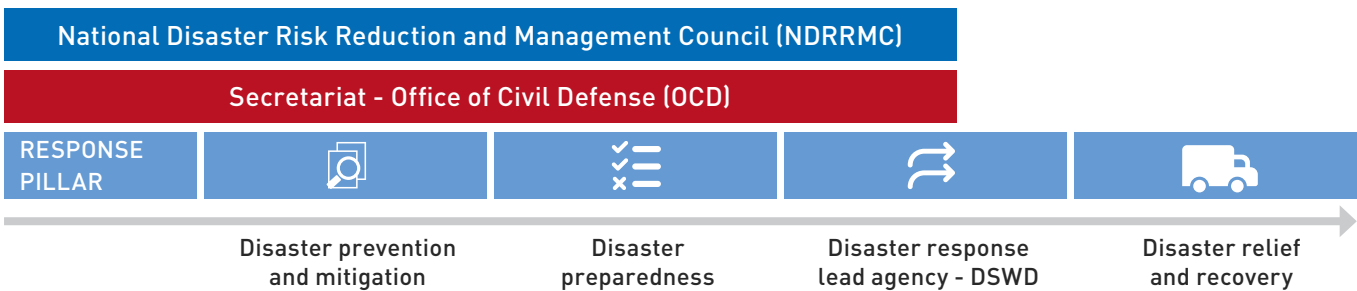 National Disaster Risk Reduction and Management Council (NDRRMC)
Secretariat - Office of Civil Defense (OCD)
RESPONSE
PILLAR
Disaster prevention
and mitigation
Disaster
preparedness
Disaster response
lead agency - DSWD
Disaster relief
and recovery